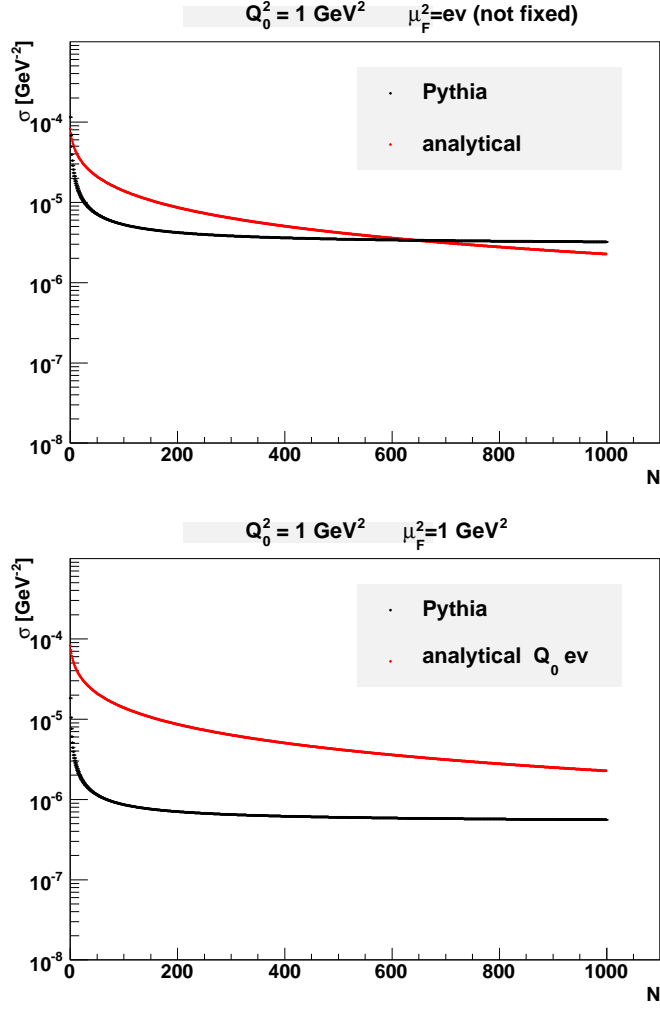 Q₀² = 1 GeV² μ_F²=ev (not fixed)
σ [GeV⁻²]
Pythia
analytical
10⁻⁴
10⁻⁵
10⁻⁶
10⁻⁷
10⁻⁸
0 200 400 600 800 1000
N
Q₀² = 1 GeV² μ_F²=1 GeV²
σ [GeV⁻²]
Pythia
analytical Q₀ ev
10⁻⁴
10⁻⁵
10⁻⁶
10⁻⁷
10⁻⁸
0 200 400 600 800 1000
N